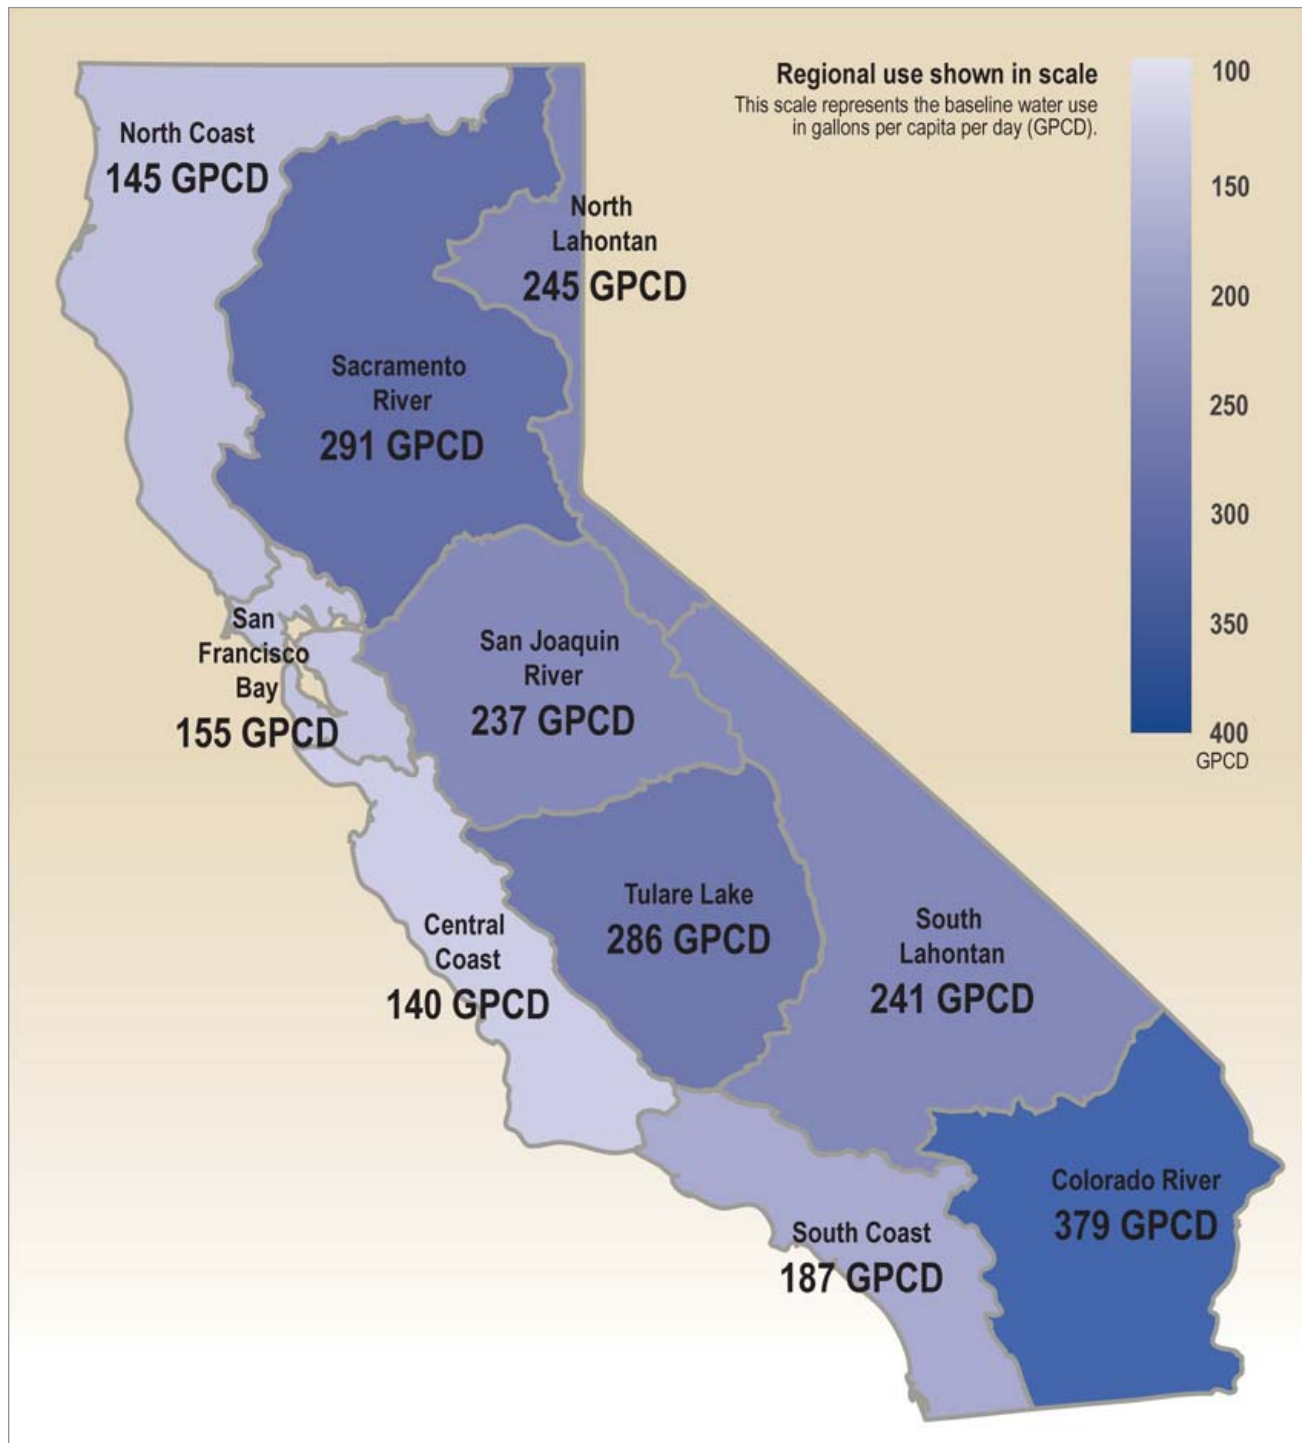 Regional use shown in scale
This scale represents the baseline water use
in gallons per capita per day (GPCD).
100
150
200
250
300
350
400
GPCD
North Coast
145 GPCD
North
Lahontan
245 GPCD
Sacramento
River
291 GPCD
San
Francisco
Bay
155 GPCD
San Joaquin
River
237 GPCD
Tulare Lake
286 GPCD
Central
Coast
140 GPCD
South
Lahontan
241 GPCD
Colorado River
379 GPCD
South Coast
187 GPCD